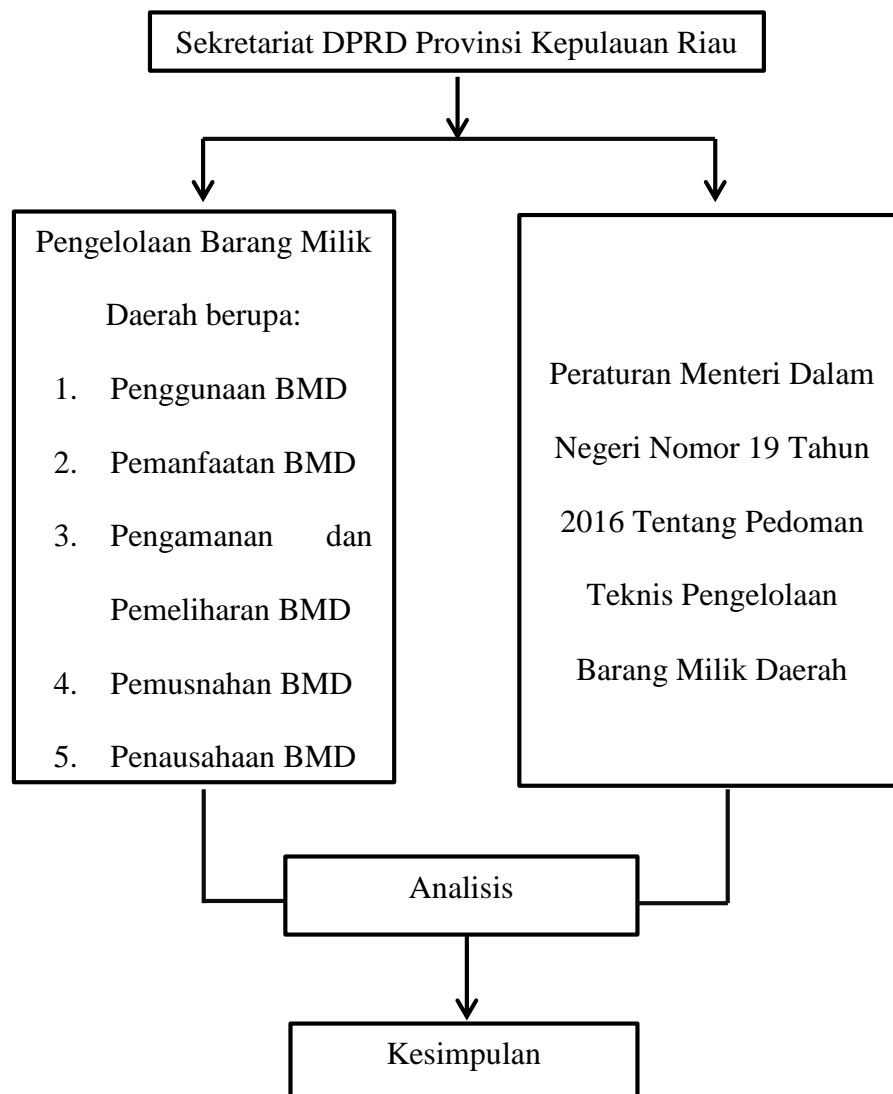 Sekretariat DPRD Provinsi Kepulauan Riau
Pengelolaan Barang Milik
Daerah berupa:
1. Penggunaan BMD
2. Pemanfaatan BMD
3. Pengamanan dan
Pemeliharan BMD
4. Pemusnahan BMD
5. Penausahaan BMD
Peraturan Menteri Dalam
Negeri Nomor 19 Tahun
2016 Tentang Pedoman
Teknis Pengelolaan
Barang Milik Daerah
Analisis
Kesimpulan